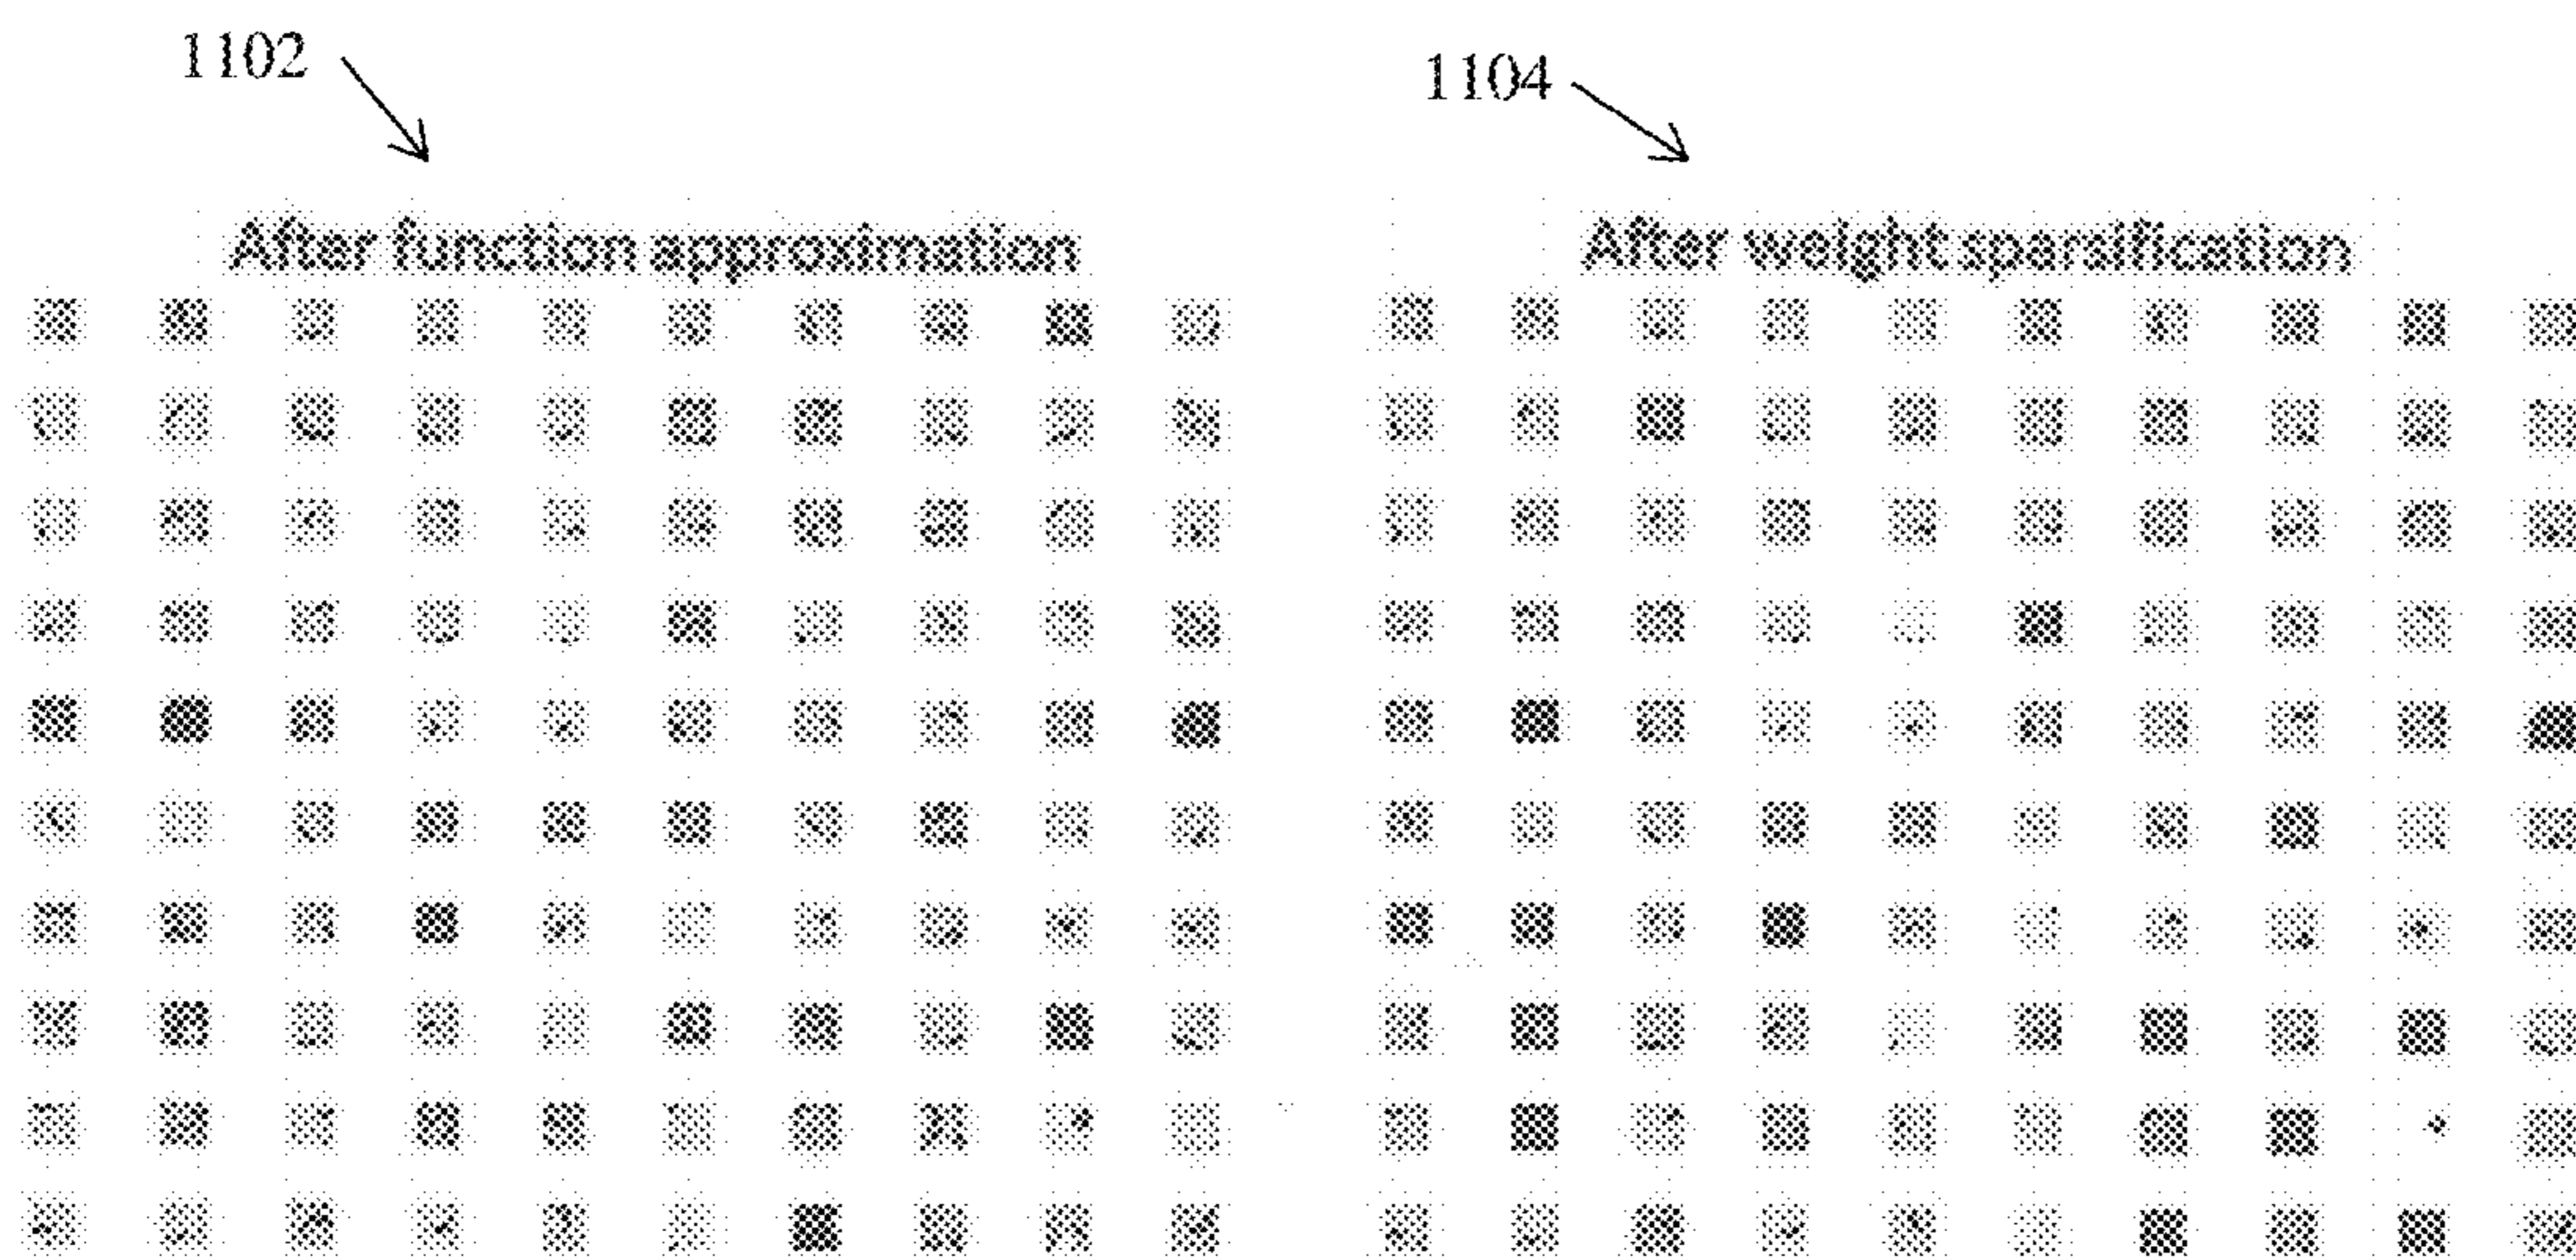 1102
1104
After function approximation
After weight sparsification